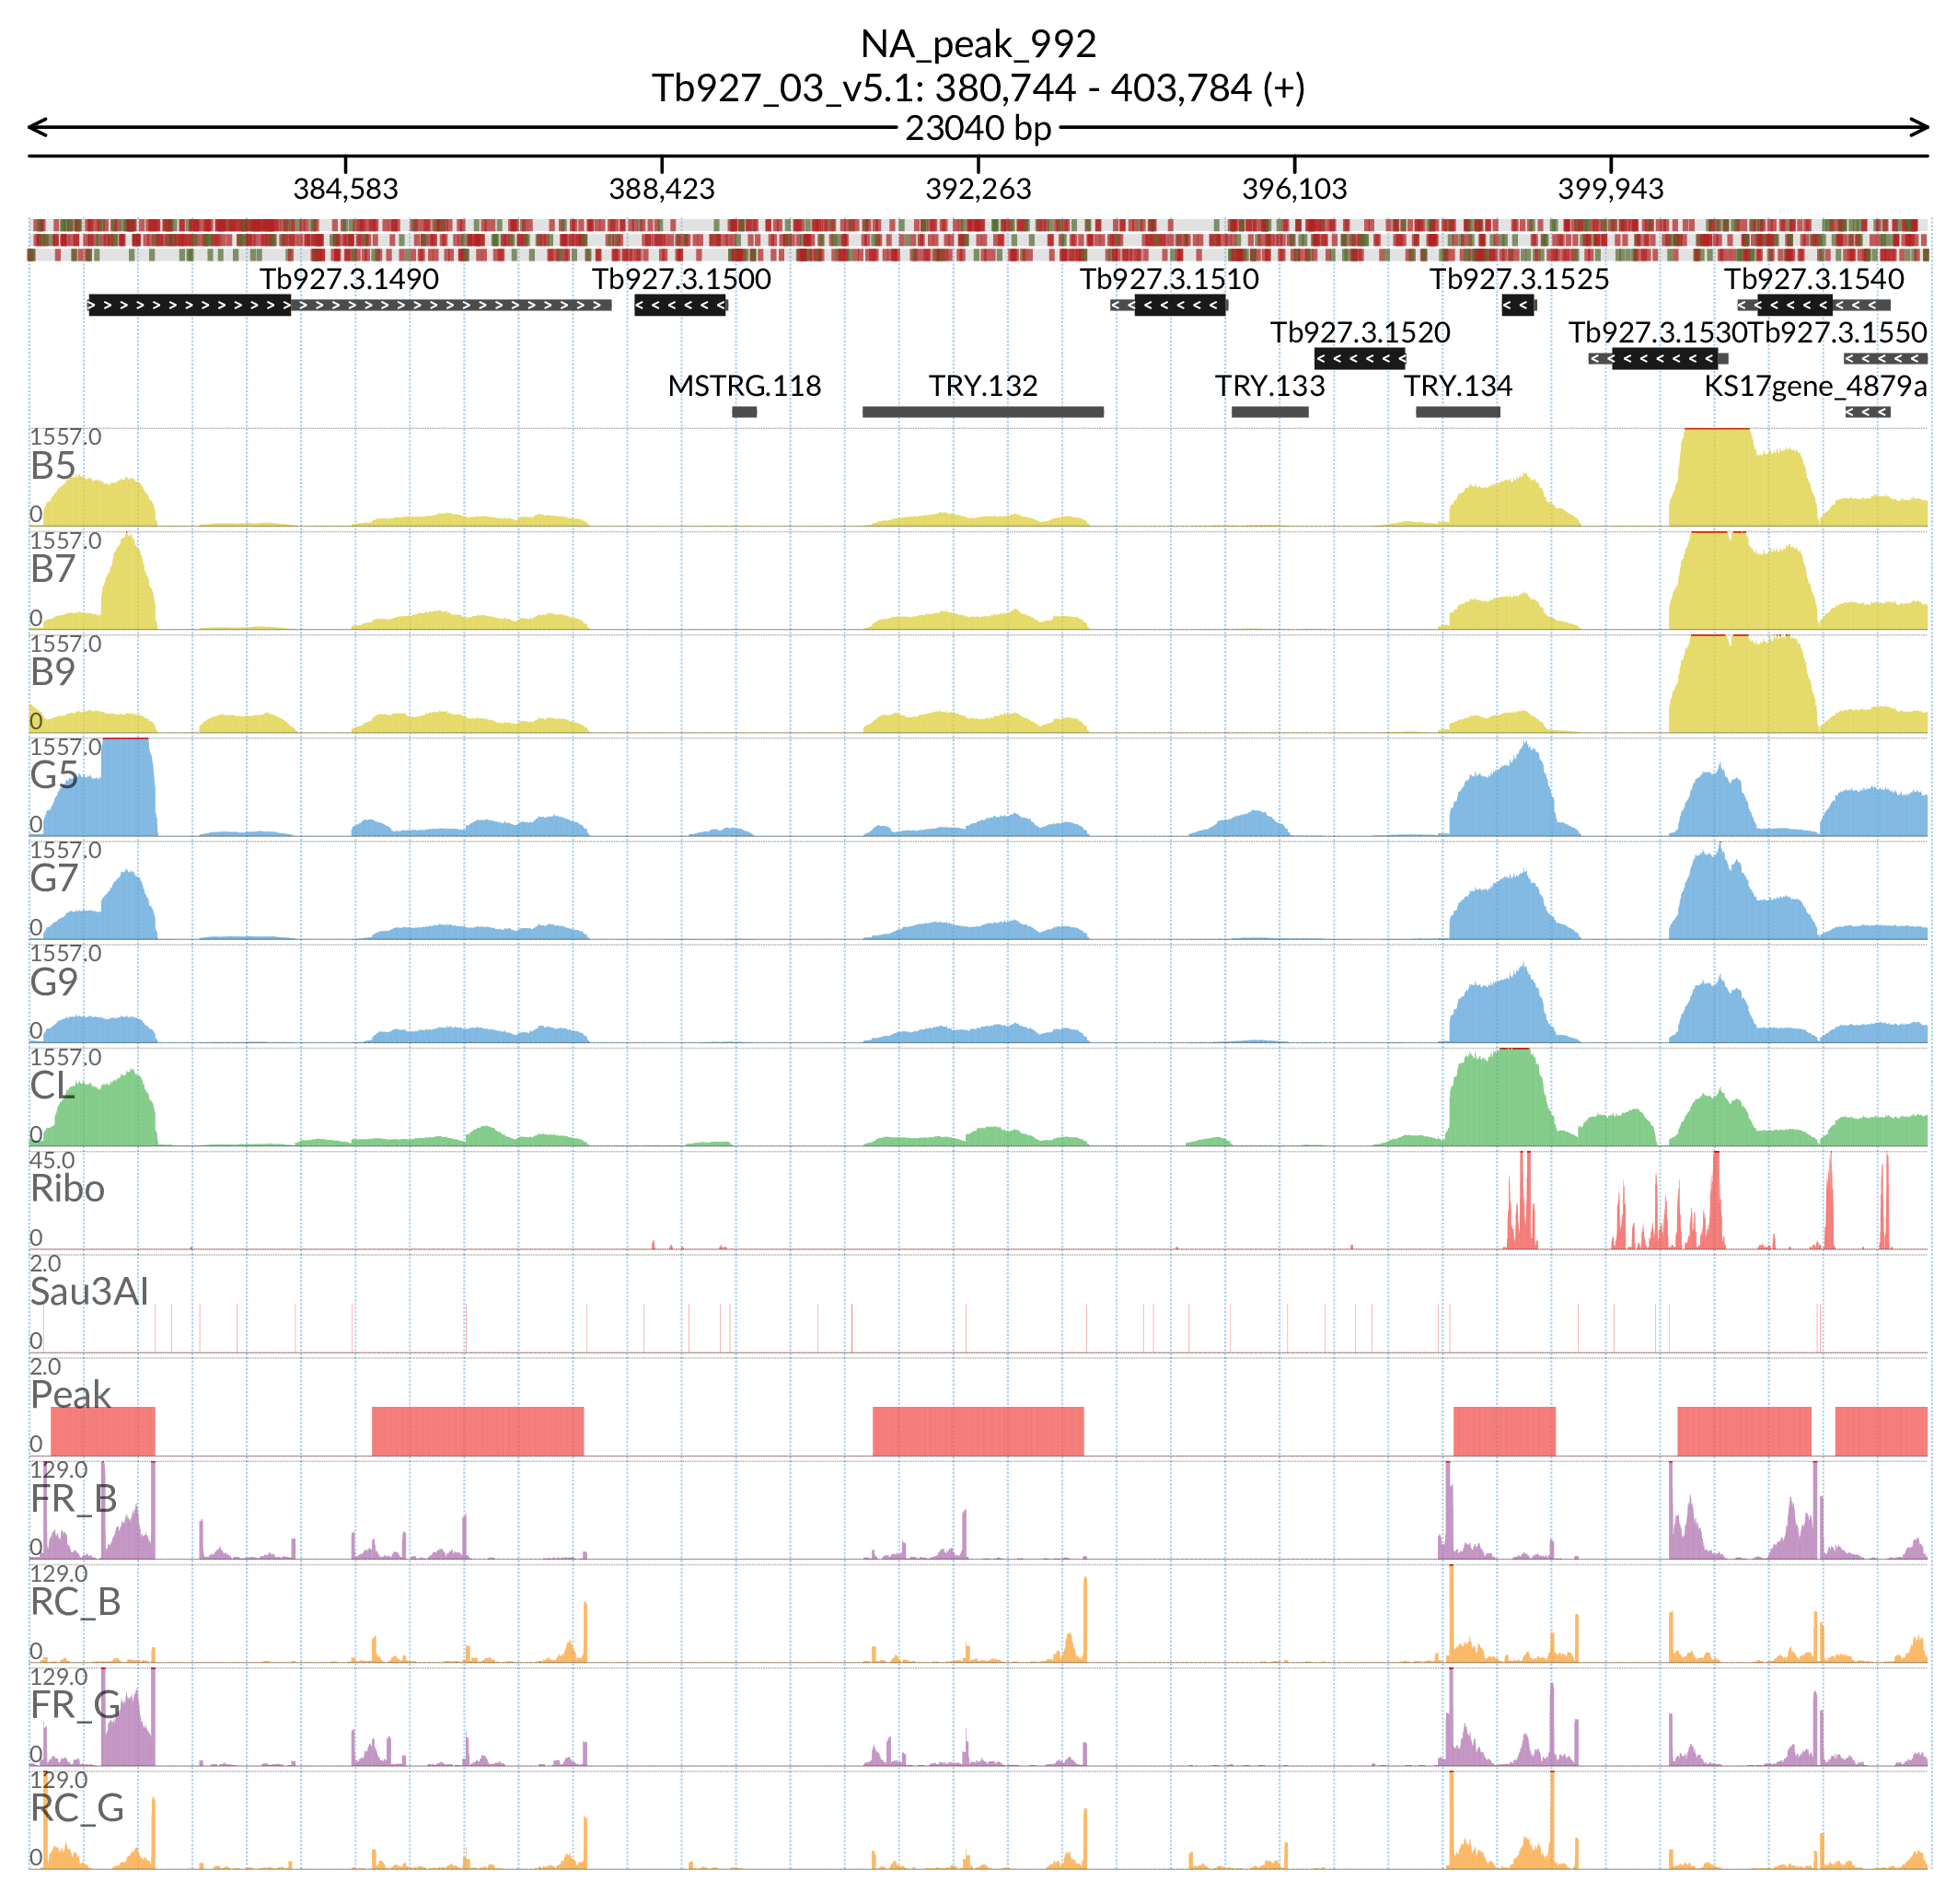 NA_peak_992
Tb927_03_v5.1: 380,744 - 403,784 (+)
23040 bp
384,583 388,423 392,263 396,103 399,943
Tb927.3.1490 Tb927.3.1500 Tb927.3.1510 Tb927.3.1525 Tb927.3.1540
Tb927.3.1520 Tb927.3.1530 Tb927.3.1550
MSTRG.118 TRY.132 TRY.133 TRY.134 KS17gene_4879a
1557.0
B5
0
1557.0
B7
0
1557.0
B9
0
1557.0
G5
0
1557.0
G7
0
1557.0
G9
0
1557.0
CL
0
45.0
Ribo
0
2.0
Sau3AI
0
2.0
Peak
0
129.0
FR_B
0
129.0
RC_B
0
129.0
FR_G
0
129.0
RC_G
0